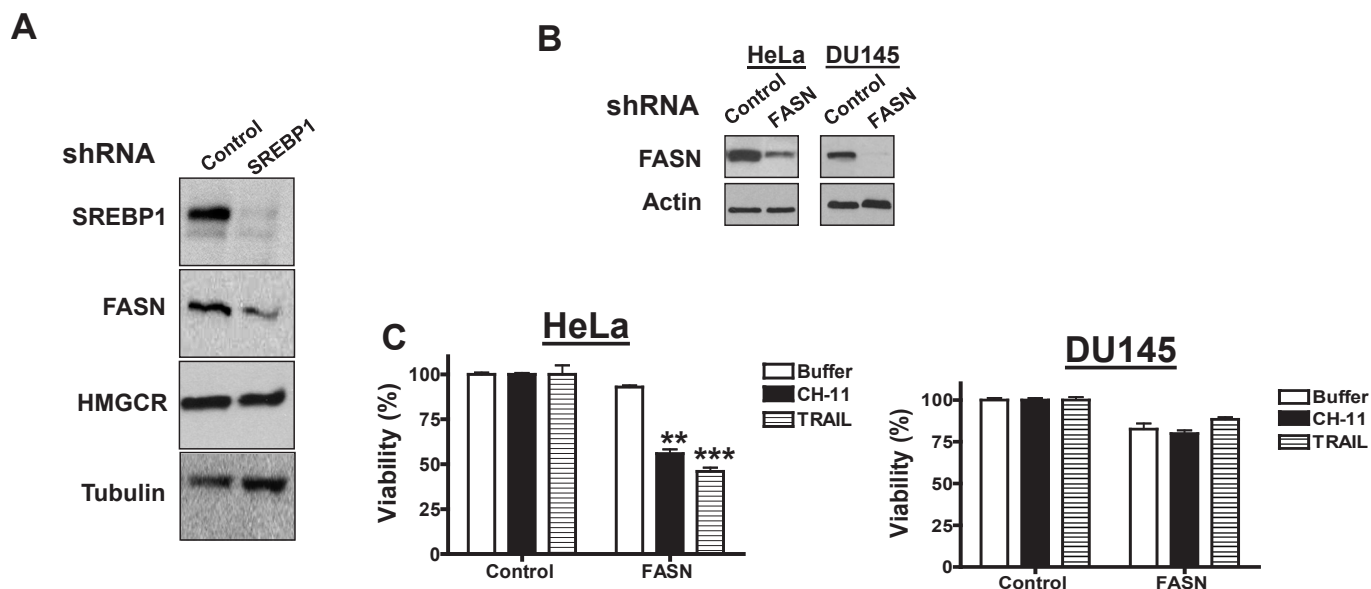 A
shRNA
Control
SREBP1
SREBP1
FASN
HMGCR
Tubulin
B
HeLa DU145
shRNA
Control
FASN
Control
FASN
FASN
Actin
C
HeLa
Viability (%)
100
75
50
25
0
** ***
Control FASN
Buffer
CH-11
TRAIL
DU145
Viability (%)
100
75
50
25
0
Control FASN
Buffer
CH-11
TRAIL